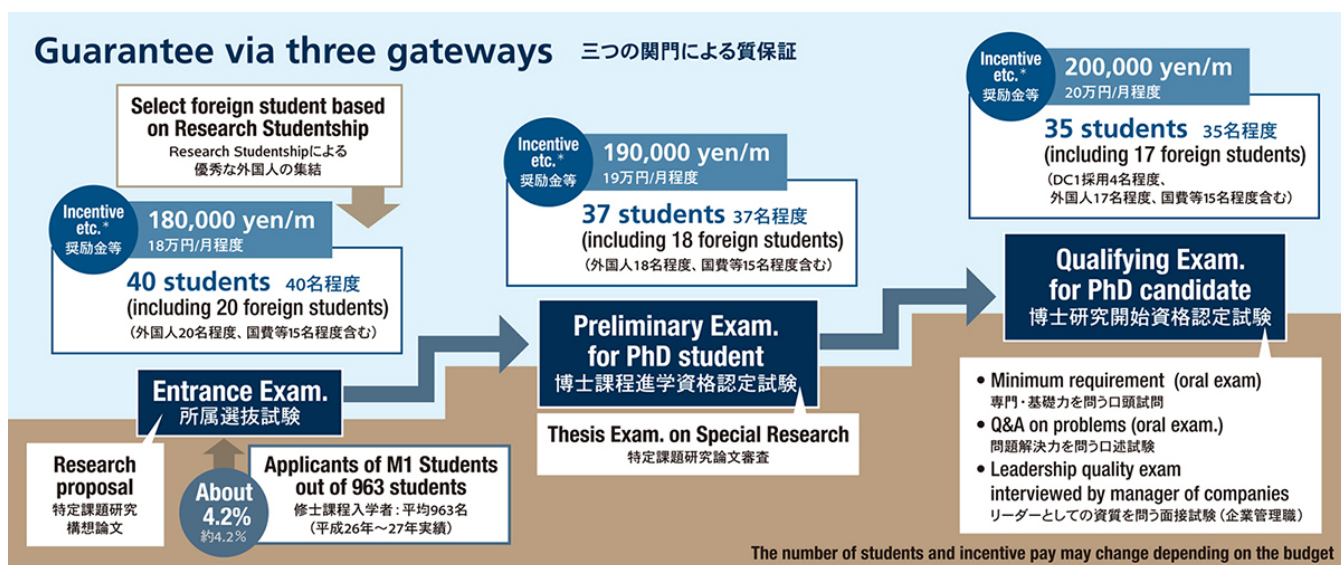 Guarantee via three gateways 三つの関門による質保証
Select foreign student based
on Research Studentship
Research Studentshipによる
優秀な外国人の集結
Incentive
etc.*
奨励金等
180,000 yen/m
18万円/月程度
40 students 40名程度
(including 20 foreign students)
(外国人20名程度、国費等15名程度含む)
Entrance Exam.
所属選抜試験
Research
proposal
特定課題研究
構想論文
About
4.2%
約4.2%
Applicants of M1 Students
out of 963 students
修士課程入学者:平均963名
(平成26年~27年実績)
Incentive
etc.*
奨励金等
190,000 yen/m
19万円/月程度
37 students 37名程度
(including 18 foreign students)
(外国人18名程度、国費等15名程度含む)
Preliminary Exam.
for PhD student
博士課程進学資格認定試験
Thesis Exam. on Special Research
特定課題研究論文審査
Incentive
etc.*
奨励金等
200,000 yen/m
20万円/月程度
35 students 35名程度
(including 17 foreign students)
(DC1採用4名程度、
外国人17名程度、国費等15名程度含む)
Qualifying Exam.
for PhD candidate
博士研究開始資格認定試験
• Minimum requirement (oral exam)
専門・基礎力を問う口頭試問
• Q&A on problems (oral exam.)
問題解決力を問う口述試験
• Leadership quality exam
interviewed by manager of companies
リーダーとしての資質を問う面接試験(企業管理職)
The number of students and incentive pay may change depending on the budget